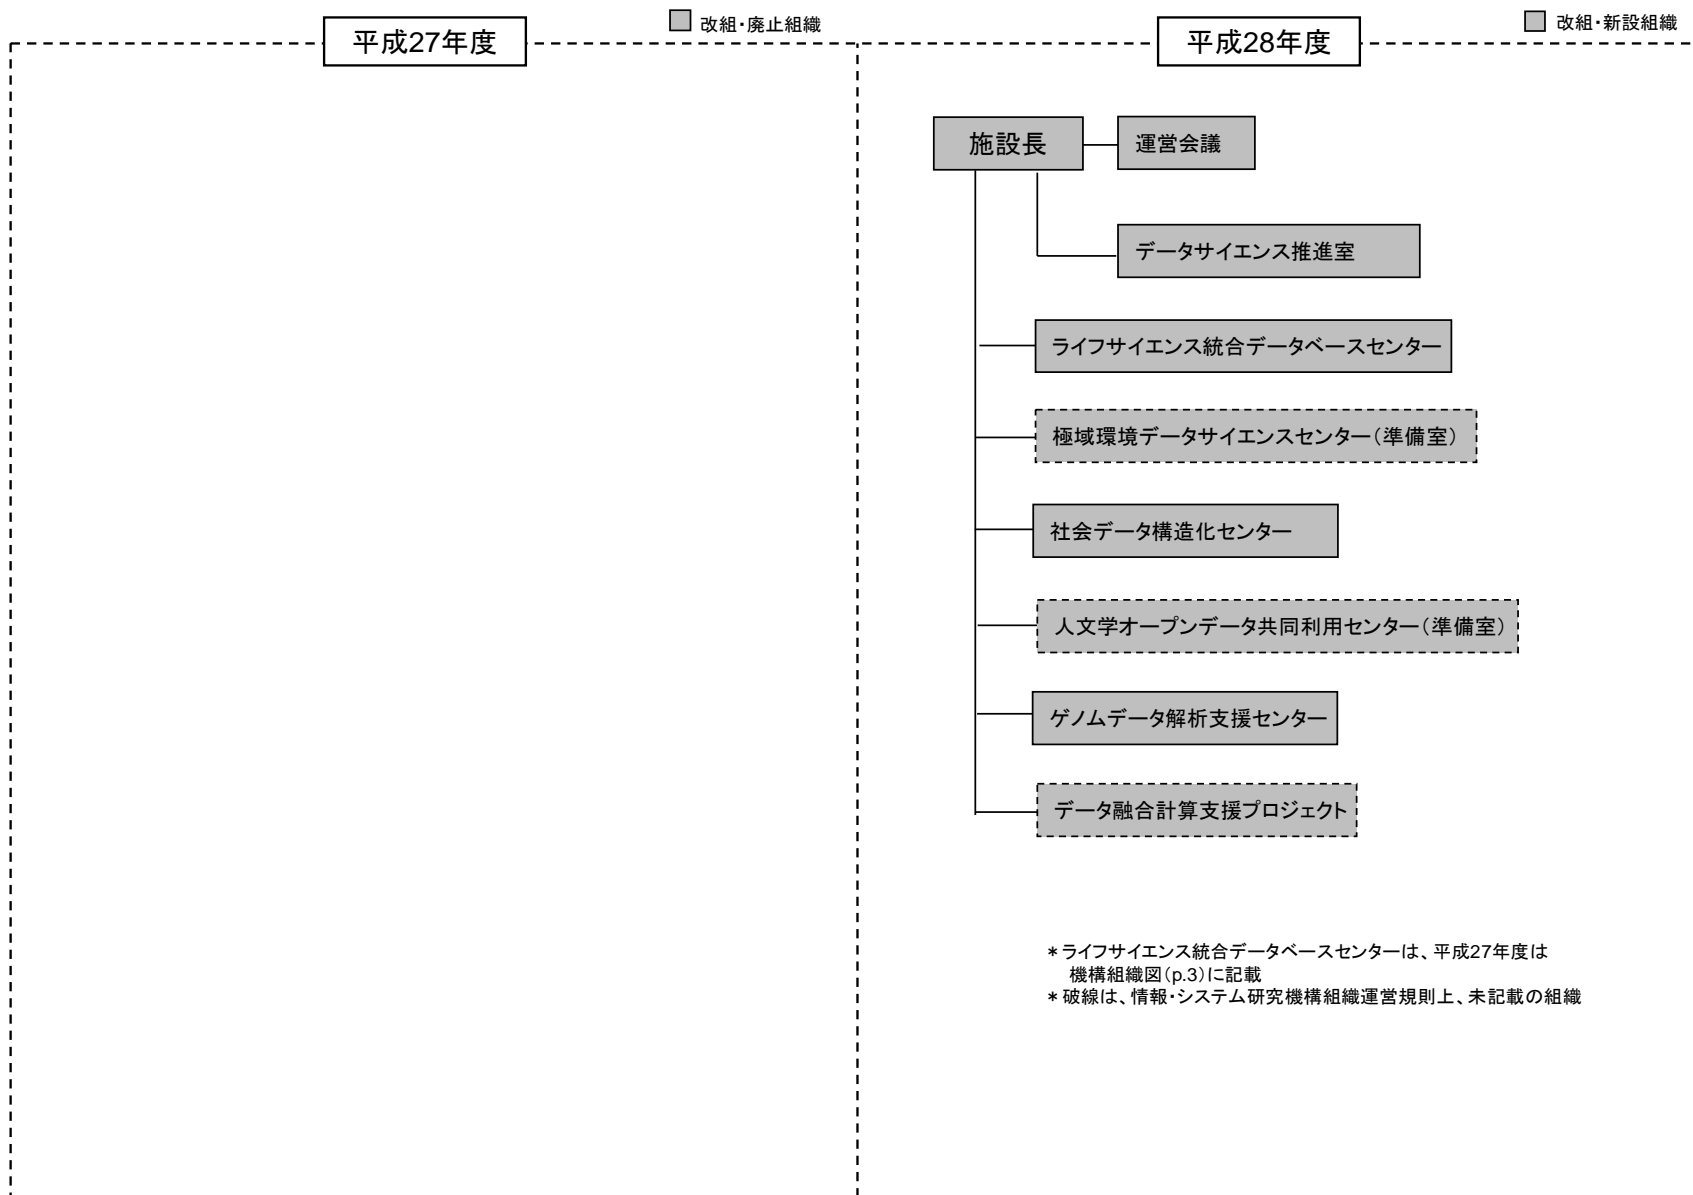 平成27年度
改組・廃止組織
平成28年度
改組・新設組織
施設長
運営会議
データサイエンス推進室
ライフサイエンス統合データベースセンター
極域環境データサイエンスセンター（準備室）
社会データ構造化センター
人文学オープンデータ共同利用センター（準備室）
ゲノムデータ解析支援センター
データ融合計算支援プロジェクト
＊ライフサイエンス統合データベースセンターは、平成27年度は
機構組織図（p.3）に記載
＊破線は、情報・システム研究機構組織運営規則上、未記載の組織